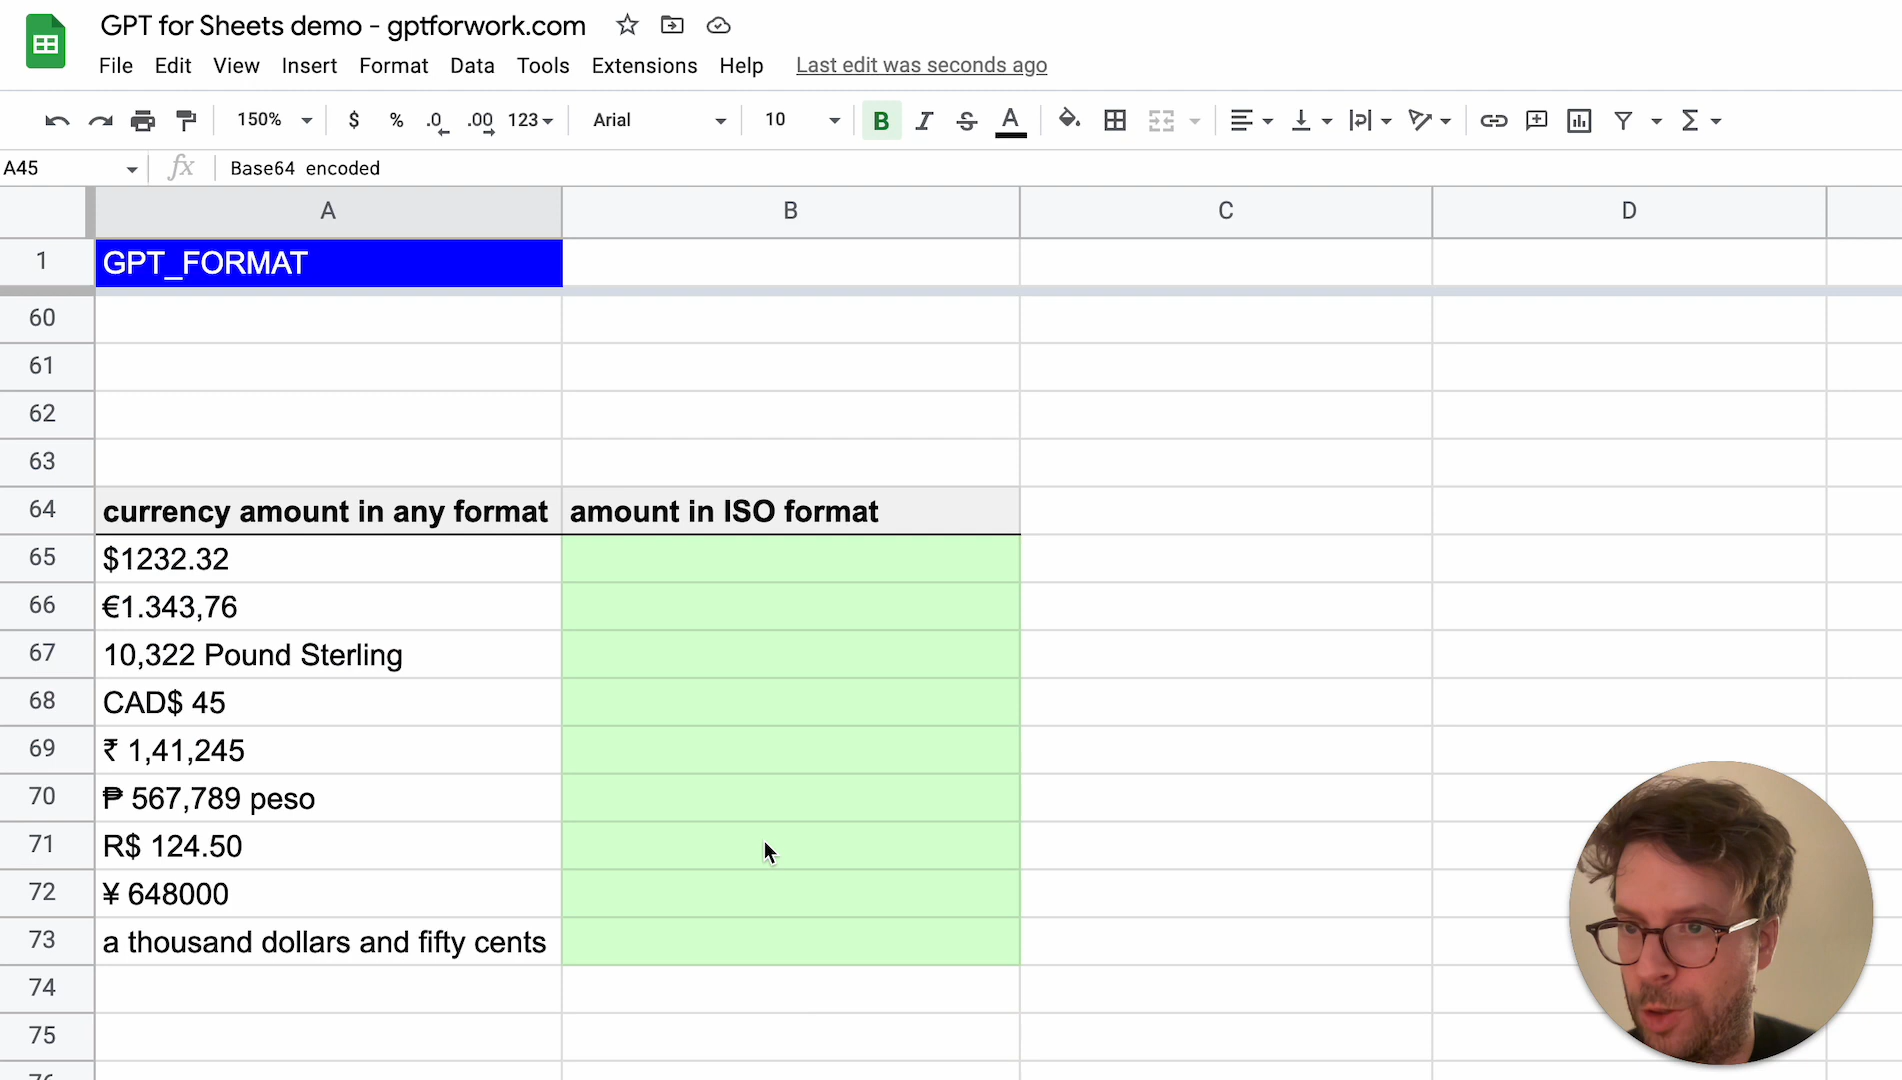 GPT for Sheets demo - gptforwork.com
File Edit View Insert Format Data Tools Extensions Help Last edit was seconds ago
150% $ % .0 .00 123 Arial 10 B I S A
A45 fx Base64 encoded
A B C D
1 GPT_FORMAT
60
61
62
63
64 currency amount in any format amount in ISO format
65 $1232.32
66 €1.343,76
67 10,322 Pound Sterling
68 CAD$ 45
69 ₹ 1,41,245
70 ₱ 567,789 peso
71 R$ 124.50
72 ¥ 648000
73 a thousand dollars and fifty cents
74
75